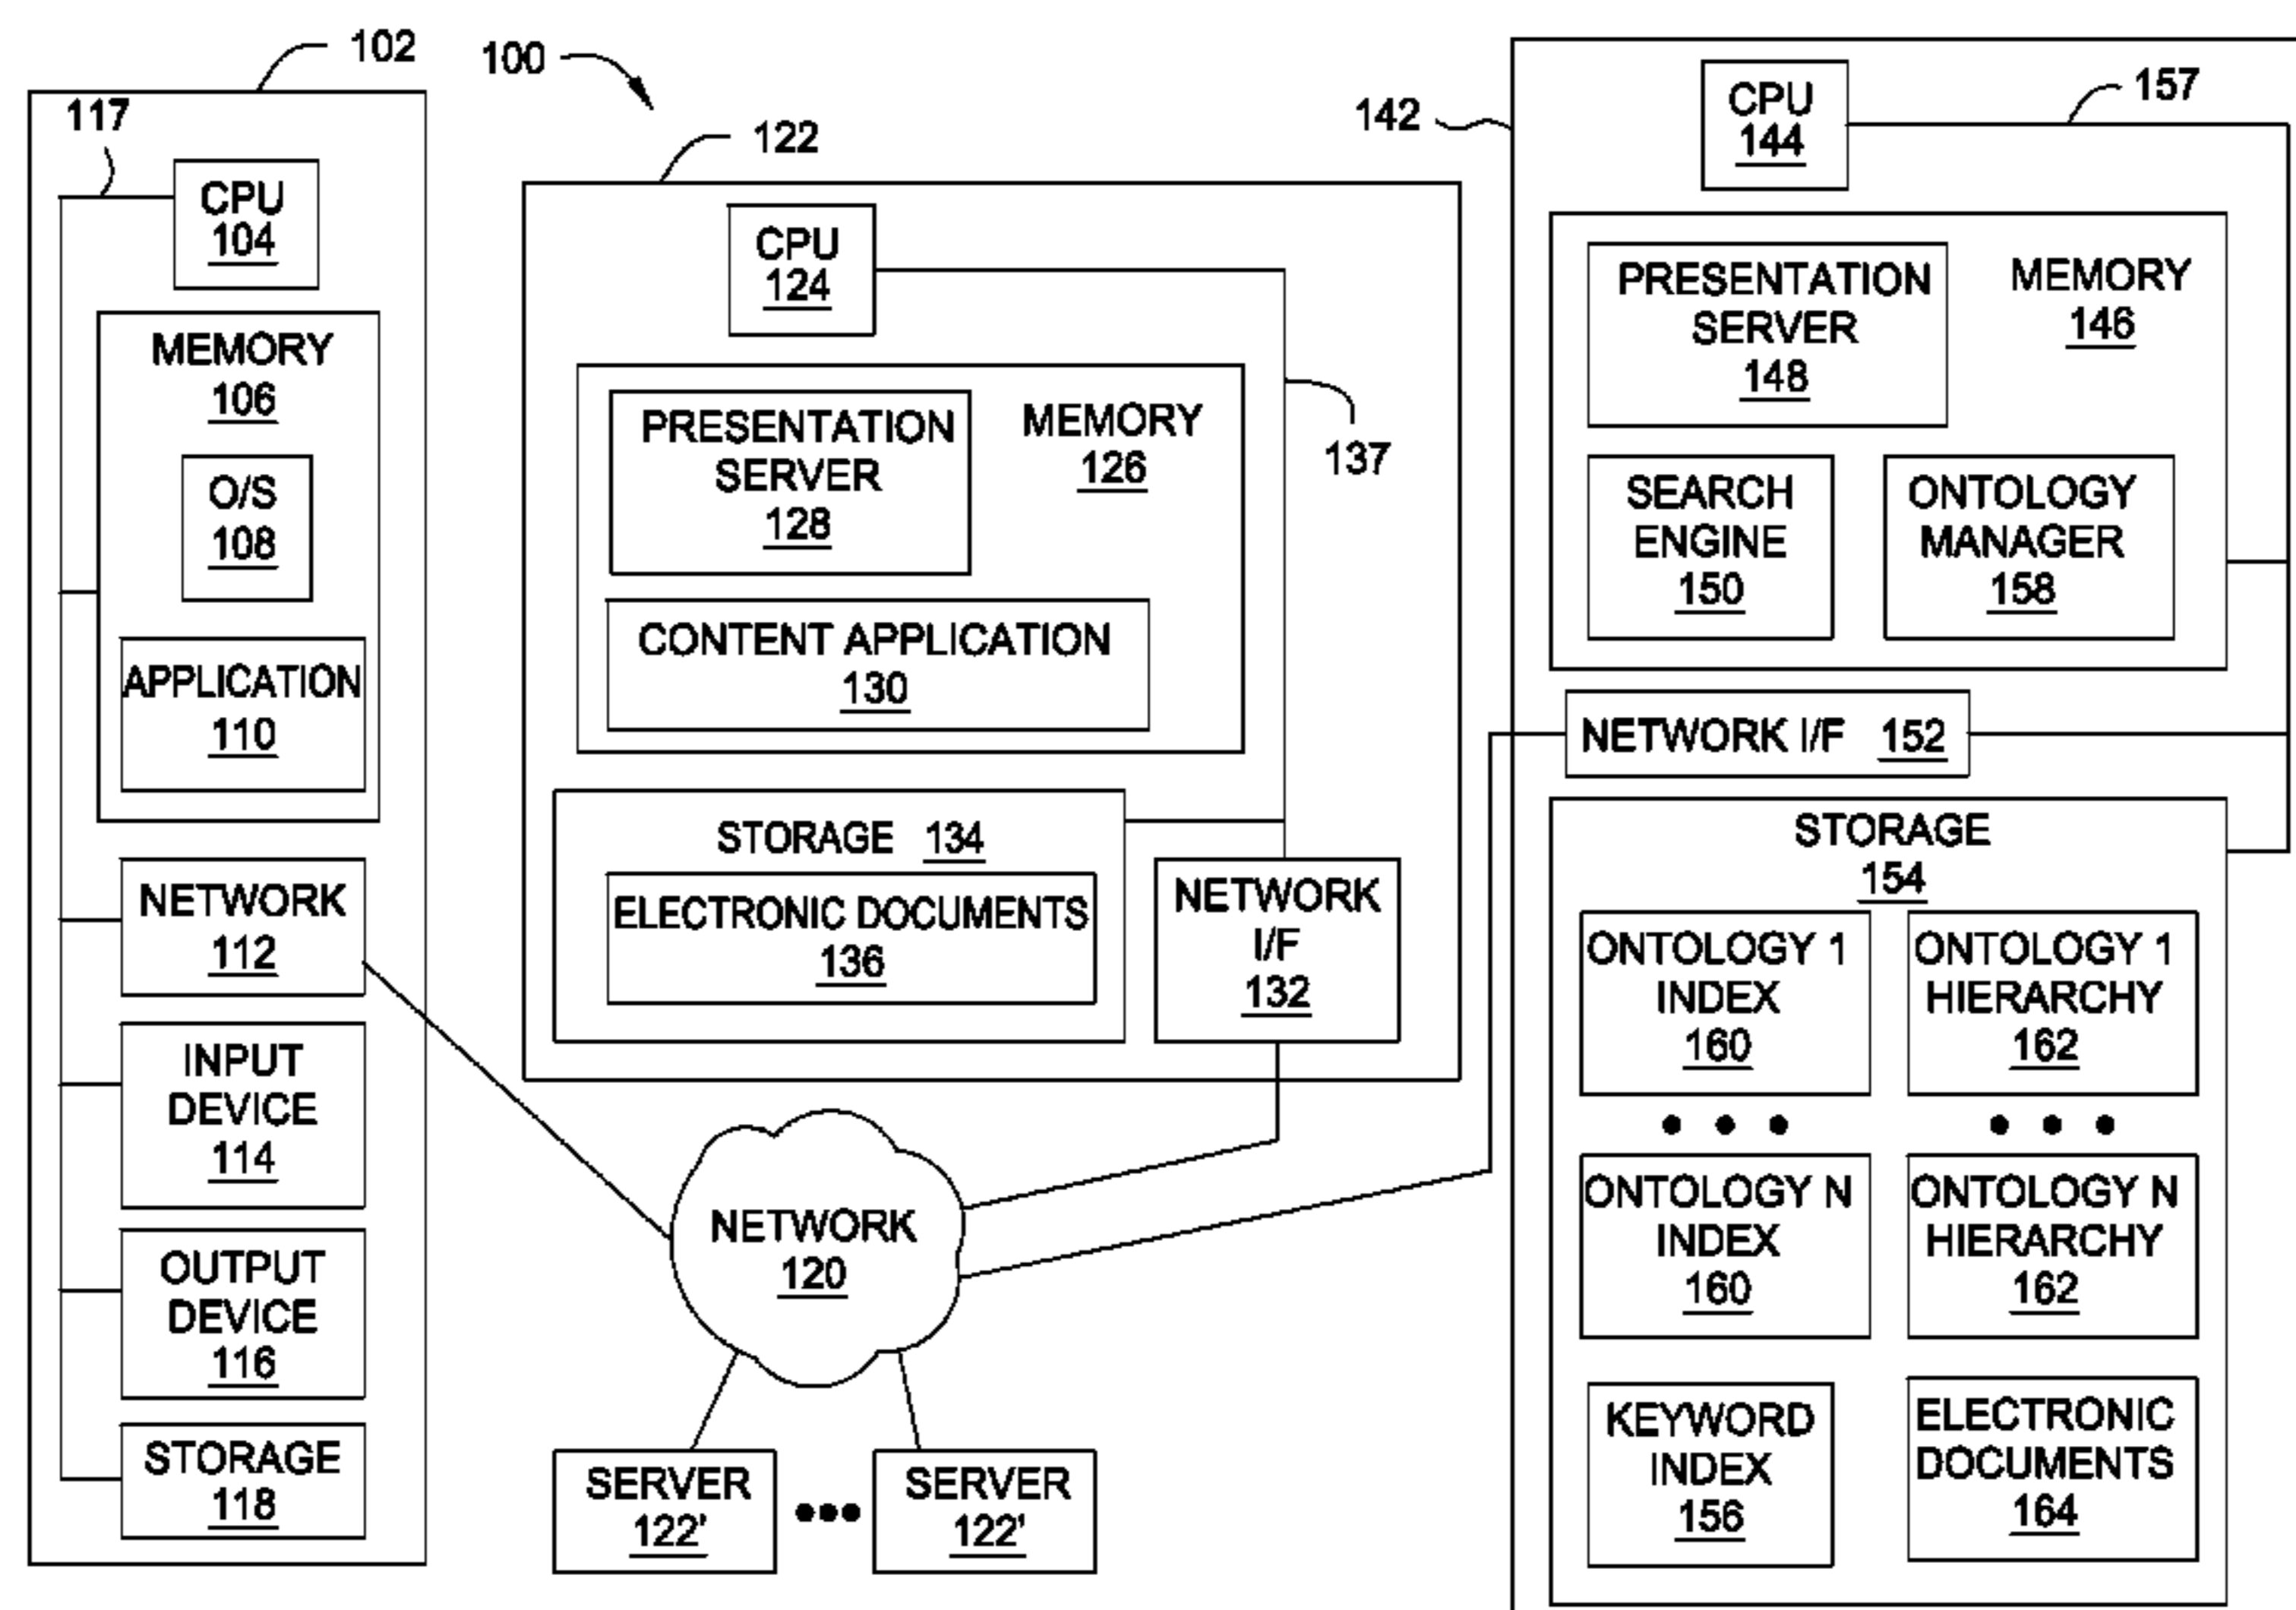 100
102
117
CPU
104
MEMORY
106
O/S
108
APPLICATION
110
NETWORK
112
INPUT
DEVICE
114
OUTPUT
DEVICE
116
STORAGE
118
122
CPU
124
137
PRESENTATION
SERVER
128
MEMORY
126
CONTENT APPLICATION
130
STORAGE 134
ELECTRONIC DOCUMENTS
136
NETWORK
I/F
132
NETWORK
120
SERVER
122'
•••
SERVER
122'
142
CPU
144
157
PRESENTATION
SERVER
148
MEMORY
146
SEARCH
ENGINE
150
ONTOLOGY
MANAGER
158
NETWORK I/F 152
STORAGE
154
ONTOLOGY 1
INDEX
160
ONTOLOGY 1
HIERARCHY
162
• • •
• • •
ONTOLOGY N
INDEX
160
ONTOLOGY N
HIERARCHY
162
KEYWORD
INDEX
156
ELECTRONIC
DOCUMENTS
164